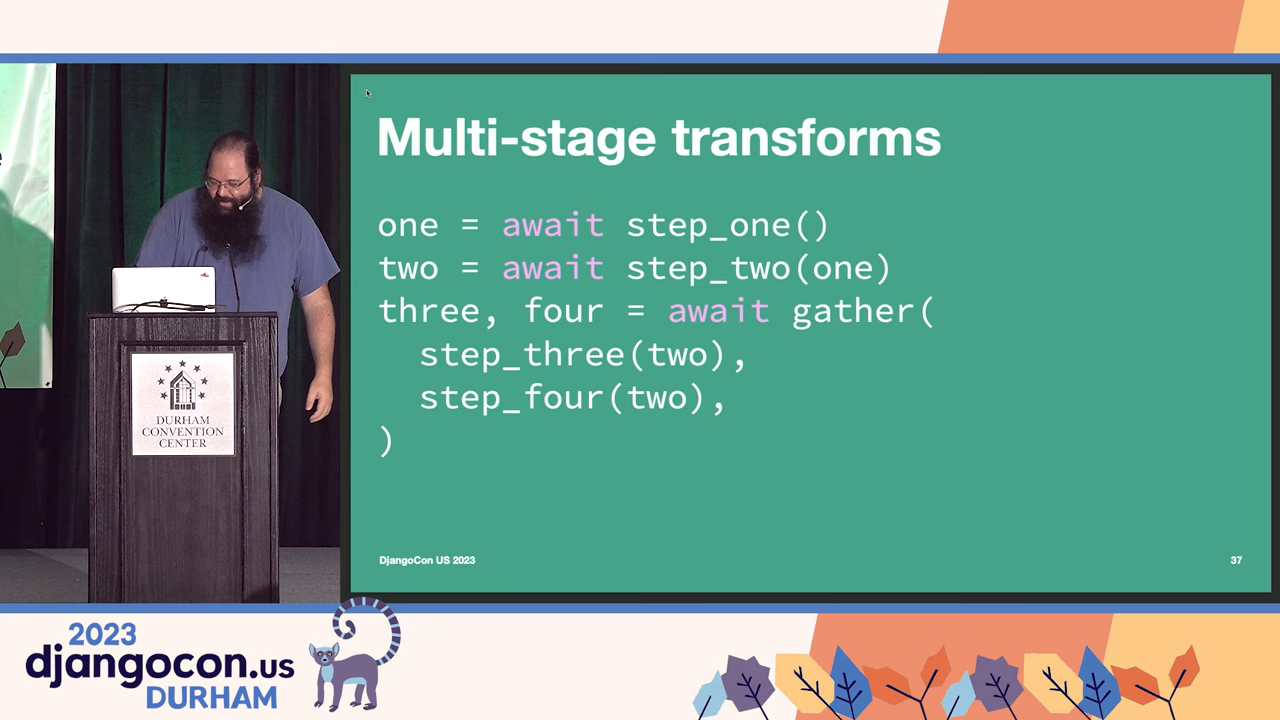 Multi-stage transforms
one = await step_one()
two = await step_two(one)
three, four = await gather(
  step_three(two),
  step_four(two),
)
DjangoCon US 2023
37
DURHAM
CONVENTION
CENTER
2023
djangocon.us
DURHAM